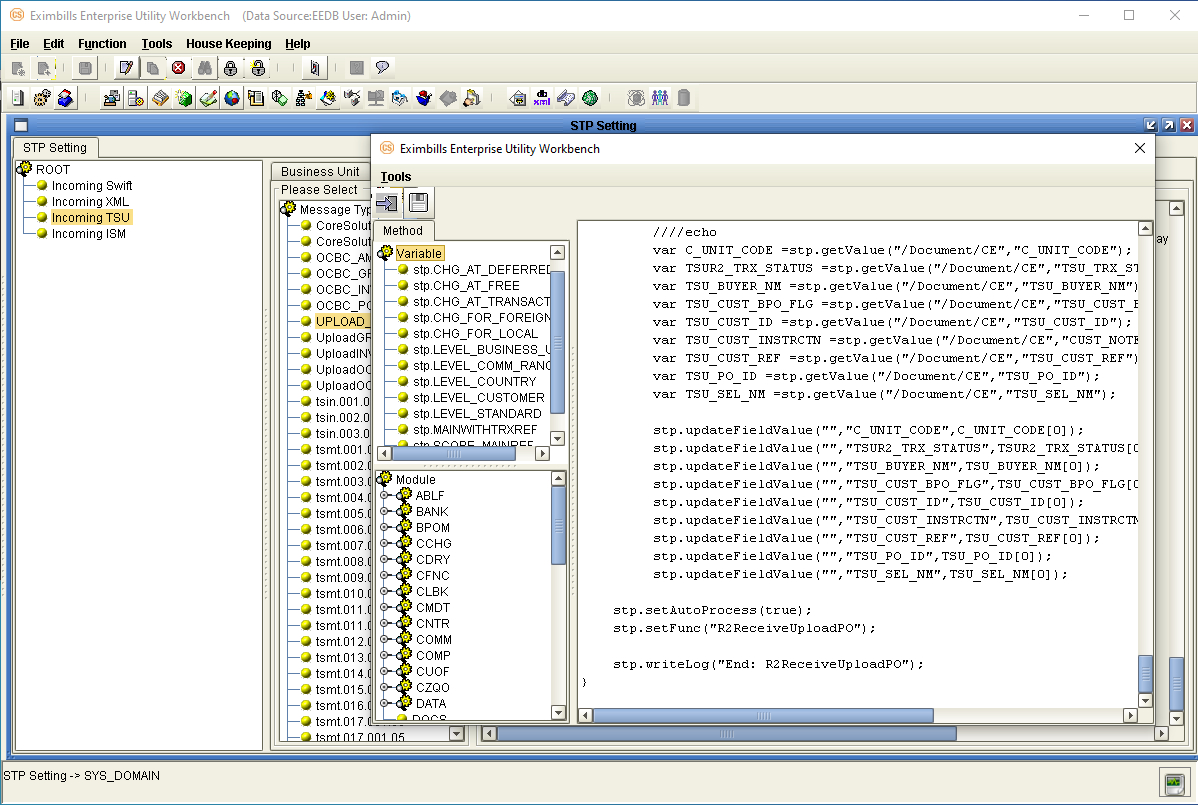 Eximbills Enterprise Utility Workbench (Data Source:EEDB User: Admin)
File Edit Function Tools House Keeping Help
STP Setting
STP Setting
ROOT
Incoming Swift
Incoming XML
Incoming TSU
Incoming ISM
Business Unit
Please Select
Message Typ
CoreSolut
CoreSolut
OCBC_AM
OCBC_GR
OCBC_IN
OCBC_PO
UPLOAD_
UploadGR
UploadINV
UploadOC
UploadOC
tsin.001.0
tsin.002.0
tsin.003.0
tsmt.001.0
tsmt.002.0
tsmt.003.0
tsmt.004.0
tsmt.005.0
tsmt.006.0
tsmt.007.0
tsmt.008.0
tsmt.009.0
tsmt.010.0
tsmt.011.0
tsmt.011.0
tsmt.012.0
tsmt.013.0
tsmt.014.0
tsmt.015.0
tsmt.016.0
tsmt.017.
tsmt.017.001.05
ay
Eximbills Enterprise Utility Workbench
Tools
Method
Variable
stp.CHG_AT_DEFERRED
stp.CHG_AT_FREE
stp.CHG_AT_TRANSACT
stp.CHG_FOR_FOREIGN
stp.CHG_FOR_LOCAL
stp.LEVEL_BUSINESS_U
stp.LEVEL_COMM_RANG
stp.LEVEL_COUNTRY
stp.LEVEL_CUSTOMER
stp.LEVEL_STANDARD
stp.MAINWITHTRXREF
stp.SCOPE_MAINREF
Module
ABLF
BANK
BPOM
CCHG
CDRY
CFNC
CLBK
CMDT
CNTR
COMM
COMP
CUOF
CZQO
DATA
DOCS
////echo
var C_UNIT_CODE =stp.getValue("/Document/CE","C_UNIT_CODE");
var TSUR2_TRX_STATUS =stp.getValue("/Document/CE","TSU_TRX_ST
var TSU_BUYER_NM =stp.getValue("/Document/CE","TSU_BUYER_NM")
var TSU_CUST_BPO_FLG =stp.getValue("/Document/CE","TSU_CUST_B
var TSU_CUST_ID =stp.getValue("/Document/CE","TSU_CUST_ID");
var TSU_CUST_INSTRCTN =stp.getValue("/Document/CE","CUST_NOTE
var TSU_CUST_REF =stp.getValue("/Document/CE","TSU_CUST_REF")
var TSU_PO_ID =stp.getValue("/Document/CE","TSU_PO_ID");
var TSU_SEL_NM =stp.getValue("/Document/CE","TSU_SEL_NM");
stp.updateFieldValue("","C_UNIT_CODE",C_UNIT_CODE[0]);
stp.updateFieldValue("","TSUR2_TRX_STATUS",TSUR2_TRX_STATUS[0
stp.updateFieldValue("","TSU_BUYER_NM",TSU_BUYER_NM[0]);
stp.updateFieldValue("","TSU_CUST_BPO_FLG",TSU_CUST_BPO_FLG[0
stp.updateFieldValue("","TSU_CUST_ID",TSU_CUST_ID[0]);
stp.updateFieldValue("","TSU_CUST_INSTRCTN",TSU_CUST_INSTRCTN
stp.updateFieldValue("","TSU_CUST_REF",TSU_CUST_REF[0]);
stp.updateFieldValue("","TSU_PO_ID",TSU_PO_ID[0]);
stp.updateFieldValue("","TSU_SEL_NM",TSU_SEL_NM[0]);
stp.setAutoProcess(true);
stp.setFunc("R2ReceiveUploadPO");
stp.writeLog("End: R2ReceiveUploadPO");
}
STP Setting -> SYS_DOMAIN